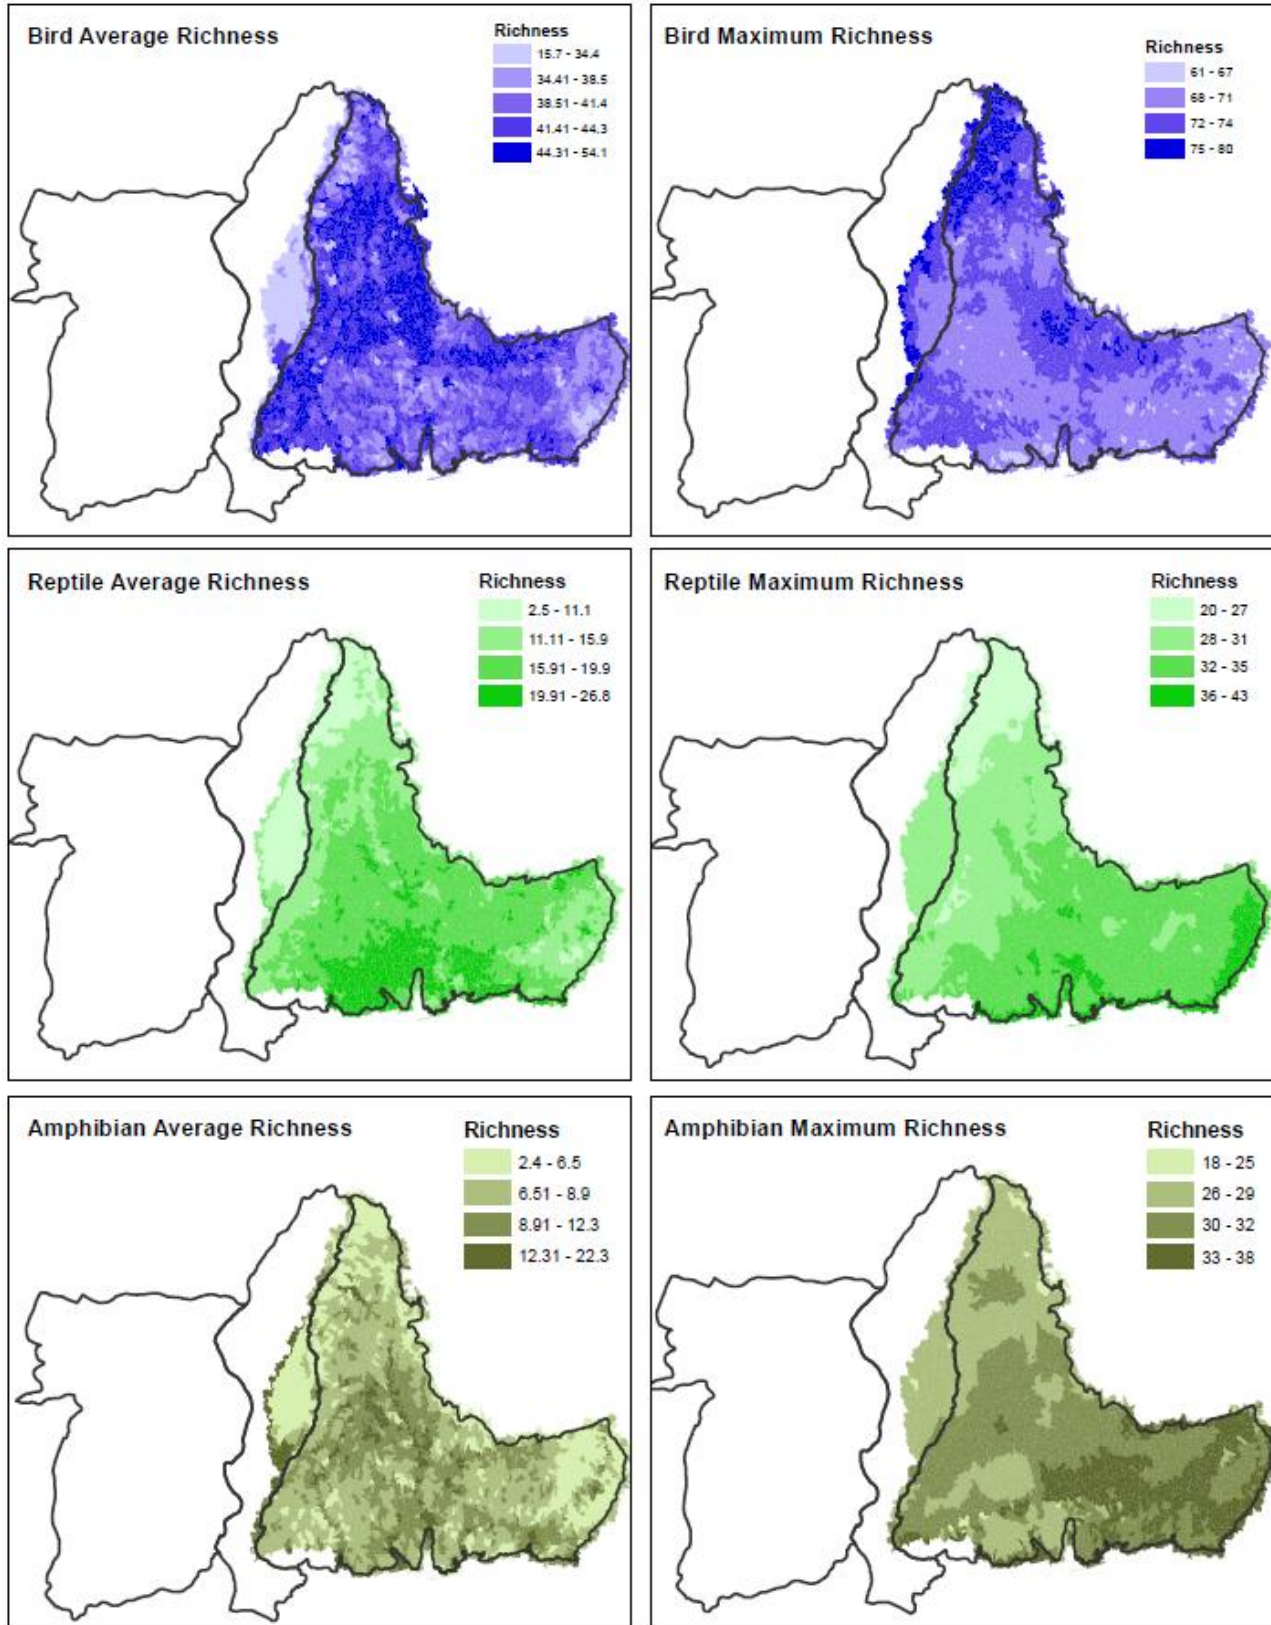 Bird Average Richness
Richness
15.7 - 34.4
34.41 - 38.5
38.51 - 41.4
41.41 - 44.3
44.31 - 54.1
Bird Maximum Richness
Richness
61 - 67
68 - 71
72 - 74
75 - 80
Reptile Average Richness
Richness
2.5 - 11.1
11.11 - 15.9
15.91 - 19.9
19.91 - 26.8
Reptile Maximum Richness
Richness
20 - 27
28 - 31
32 - 35
36 - 43
Amphibian Average Richness
Richness
2.4 - 6.5
6.51 - 8.9
8.91 - 12.3
12.31 - 22.3
Amphibian Maximum Richness
Richness
18 - 25
26 - 29
30 - 32
33 - 38